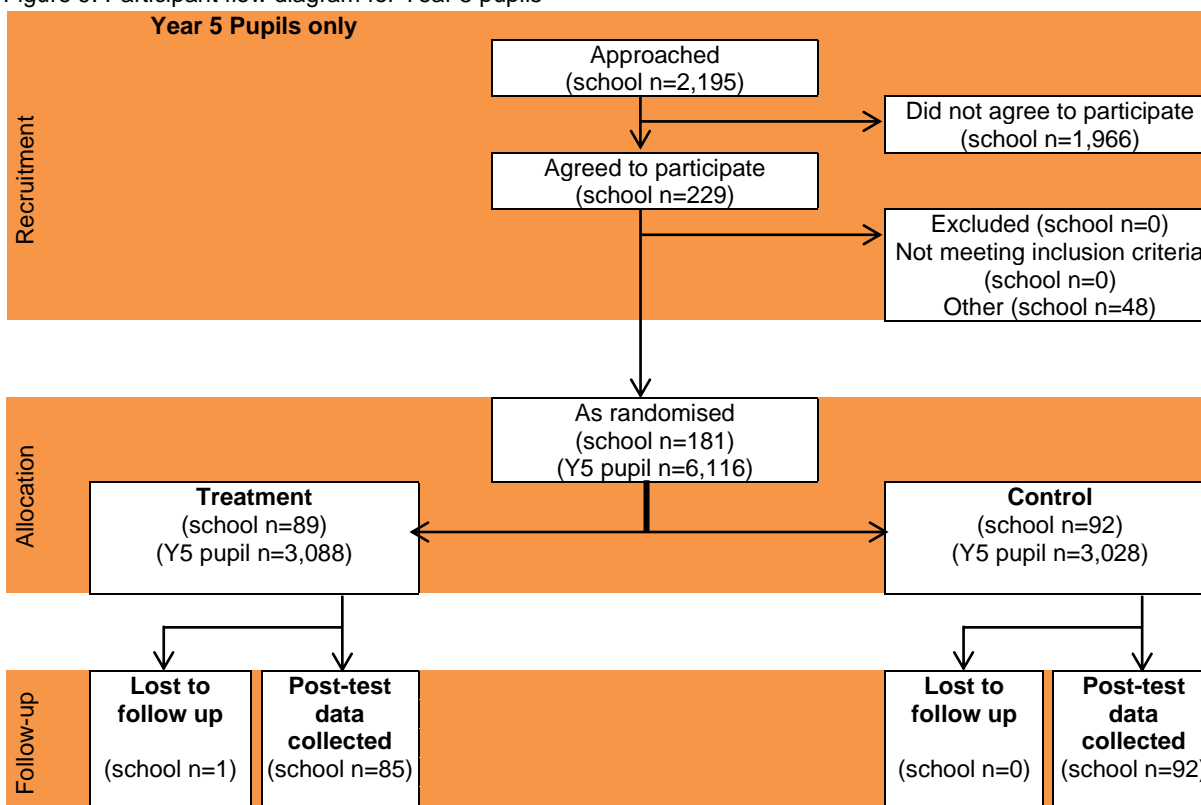 Year 5 Pupils only
Approached
(school n=2,195)
Did not agree to participate
(school n=1,966)
Agreed to participate
(school n=229)
Excluded (school n=0)
Not meeting inclusion criteria
(school n=0)
Other (school n=48)
Recruitment
As randomised
(school n=181)
(Y5 pupil n=6,116)
Allocation
Treatment
(school n=89)
(Y5 pupil n=3,088)
Control
(school n=92)
(Y5 pupil n=3,028)
Follow-up
Lost to
follow up
(school n=1)
Post-test
data
collected
(school n=85)
Lost to
follow up
(school n=0)
Post-test
data
collected
(school n=92)